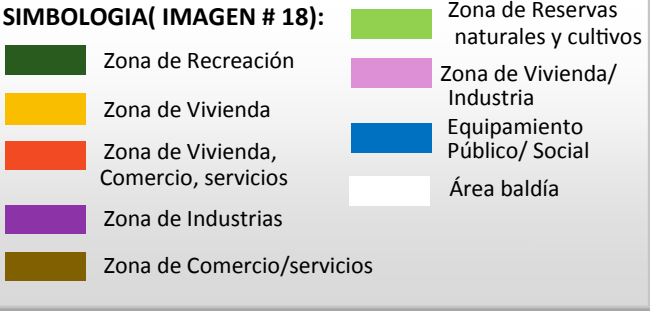 SIMBOLOGIA( IMAGEN # 18):
Zona de Recreación
Zona de Vivienda
Zona de Vivienda,
Comercio, servicios
Zona de Industrias
Zona de Comercio/servicios
Zona de Reservas
naturales y cultivos
Zona de Vivienda/
Industria
Equipamiento
Público/ Social
Área baldía